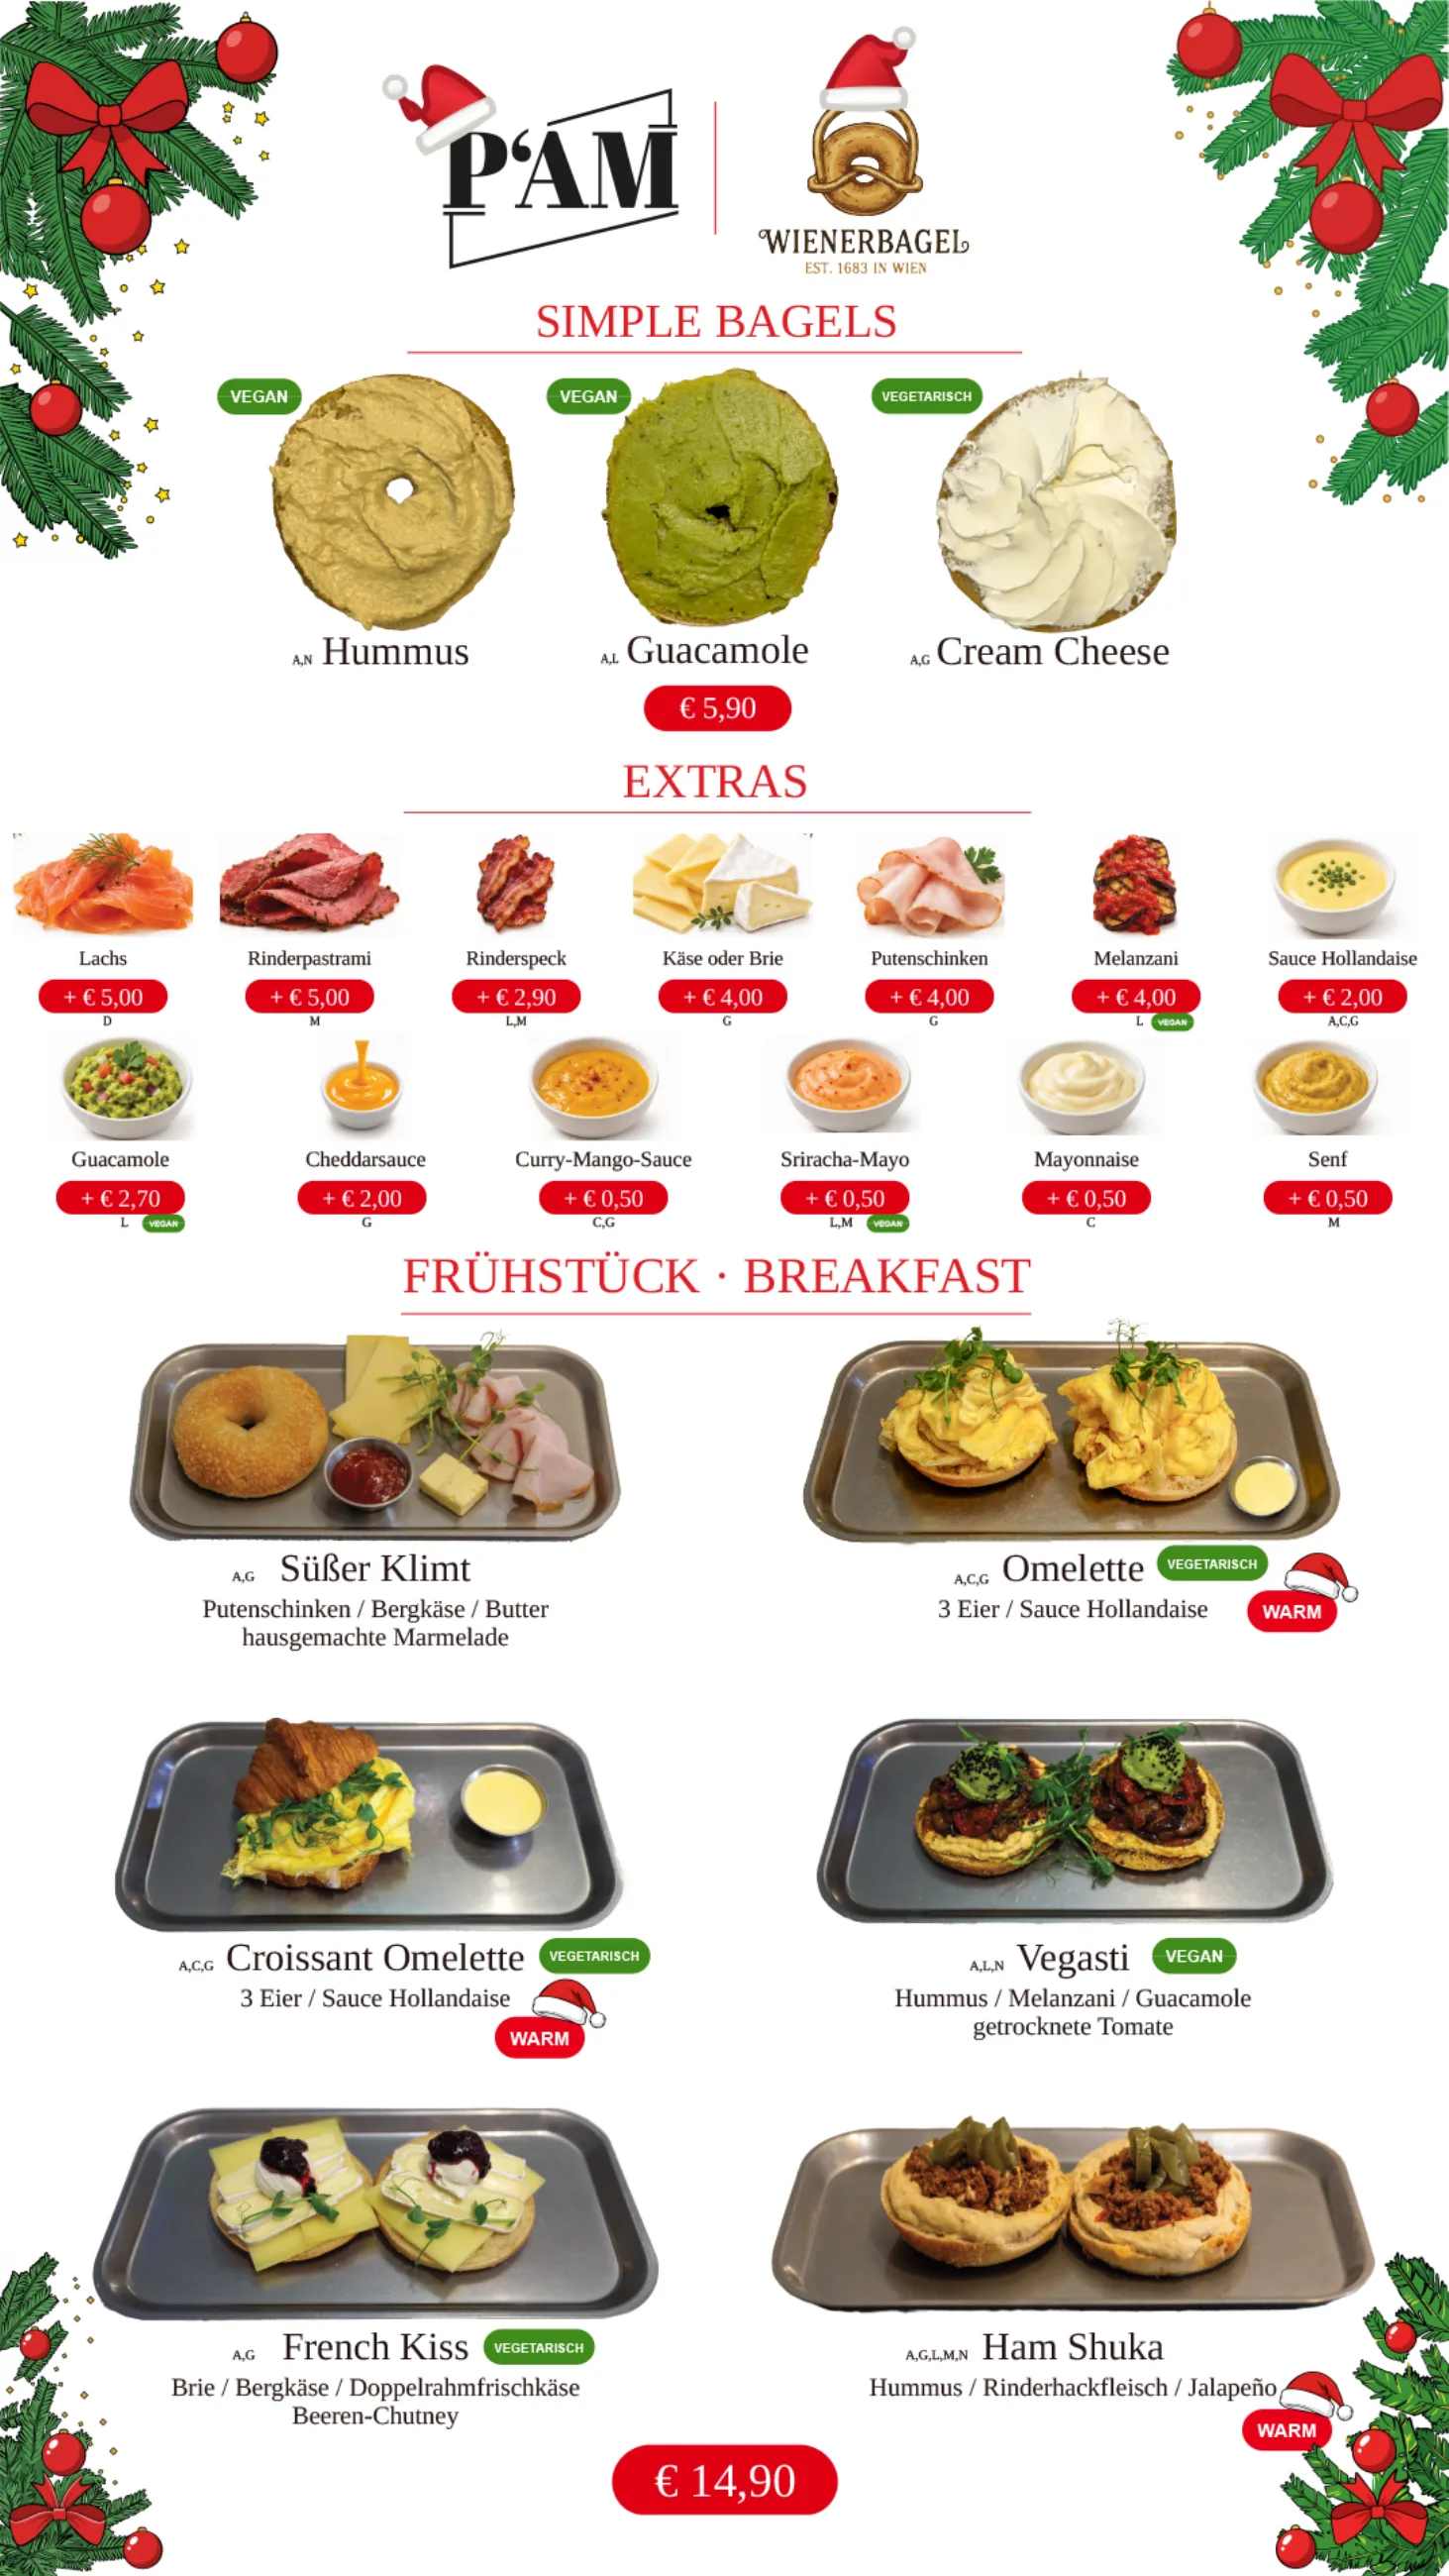 P‘AM
WIENERBAGEL
EST. 1683 IN WIEN
SIMPLE BAGELS
VEGAN
VEGAN
VEGETARISCH
A,N Hummus
A,L Guacamole
A,G Cream Cheese
€ 5,90
EXTRAS
Lachs
+ € 5,00
D
Rinderpastrami
+ € 5,00
M
Rinderspeck
+ € 2,90
L,M
Käse oder Brie
+ € 4,00
G
Putenschinken
+ € 4,00
G
Melanzani
+ € 4,00
L VEGAN
Sauce Hollandaise
+ € 2,00
A,C,G
Guacamole
+ € 2,70
L VEGAN
Cheddarsauce
+ € 2,00
G
Curry-Mango-Sauce
+ € 0,50
C,G
Sriracha-Mayo
+ € 0,50
L,M VEGAN
Mayonnaise
+ € 0,50
C
Senf
+ € 0,50
M
FRÜHSTÜCK · BREAKFAST
A,G Süßer Klimt
Putenschinken / Bergkäse / Butter
hausgemachte Marmelade
A,C,G Omelette VEGETARISCH
3 Eier / Sauce Hollandaise
WARM
A,C,G Croissant Omelette VEGETARISCH
3 Eier / Sauce Hollandaise
WARM
A,L,N Vegasti VEGAN
Hummus / Melanzani / Guacamole
getrocknete Tomate
A,G French Kiss VEGETARISCH
Brie / Bergkäse / Doppelrahmfrischkäse
Beeren-Chutney
A,G,L,M,N Ham Shuka
Hummus / Rinderhackfleisch / Jalapeño
WARM
€ 14,90